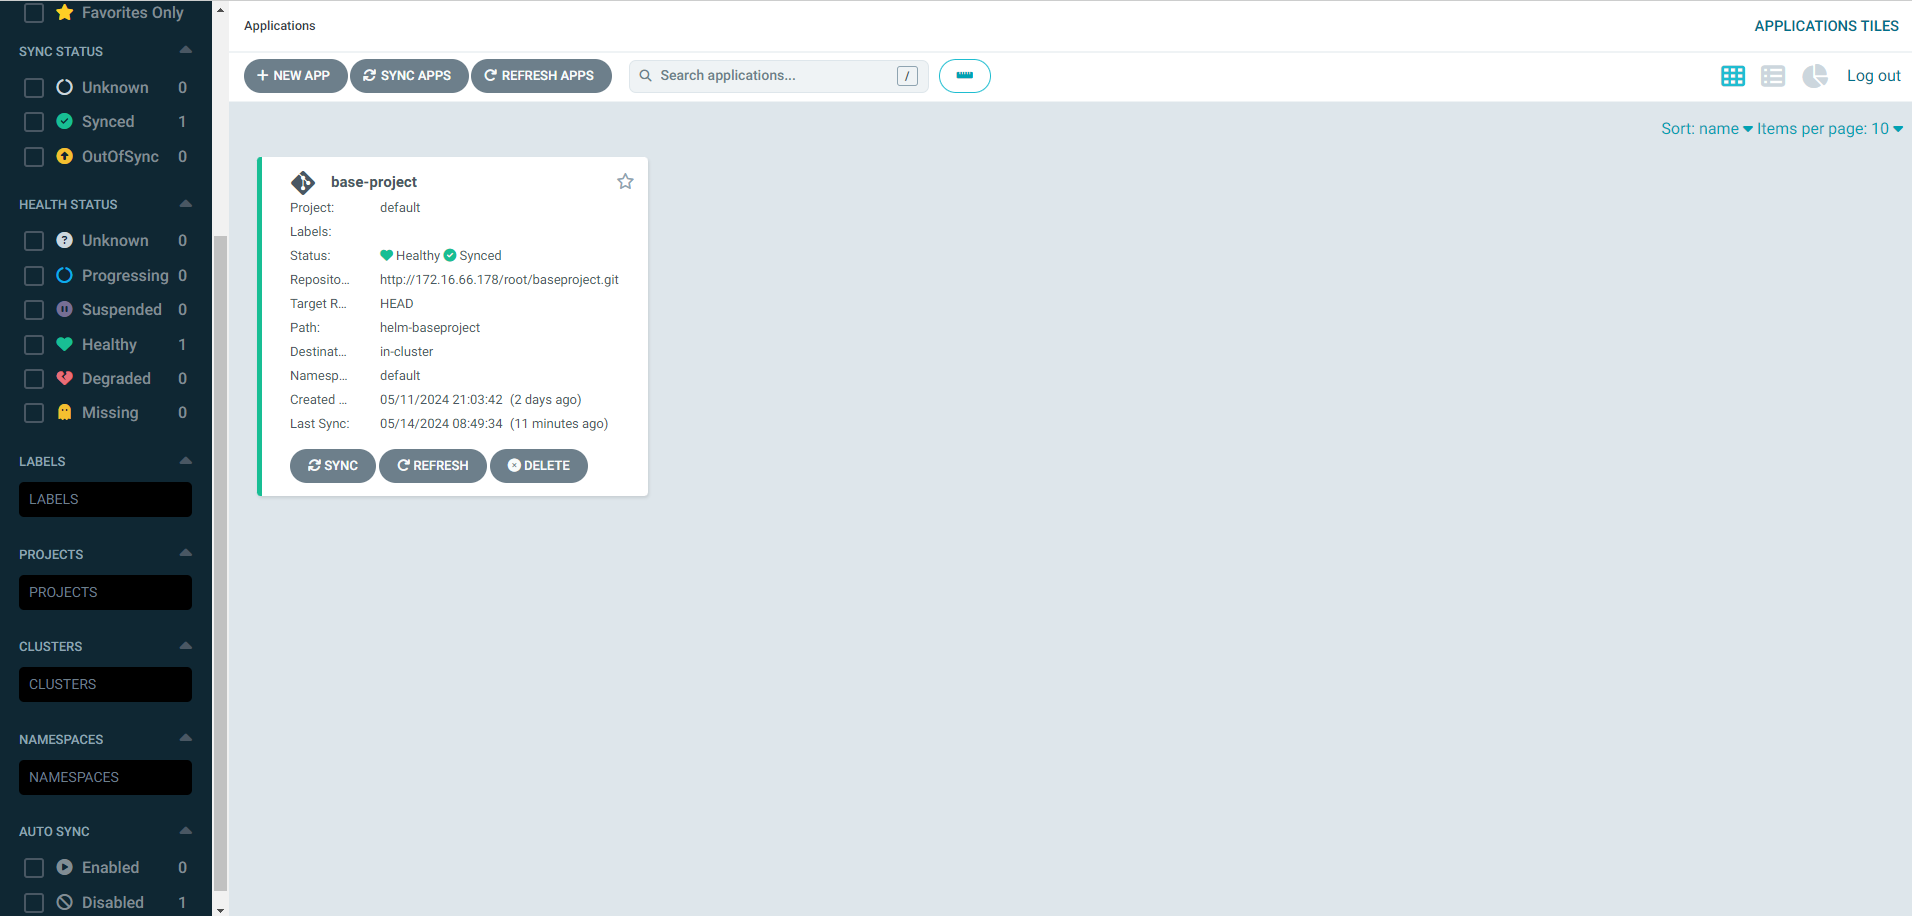 Favorites Only
SYNC STATUS
Unknown 0
Synced 1
OutOfSync 0
HEALTH STATUS
Unknown 0
Progressing 0
Suspended 0
Healthy 1
Degraded 0
Missing 0
LABELS
LABELS
PROJECTS
PROJECTS
CLUSTERS
CLUSTERS
NAMESPACES
NAMESPACES
AUTO SYNC
Enabled 0
Disabled 1
Applications
APPLICATIONS TILES
+ NEW APP SYNC APPS REFRESH APPS Search applications... / Log out
Sort: name Items per page: 10
base-project
Project: default
Labels:
Status: Healthy Synced
Reposito... http://172.16.66.178/root/baseproject.git
Target R... HEAD
Path: helm-baseproject
Destinat... in-cluster
Namesp... default
Created ... 05/11/2024 21:03:42 (2 days ago)
Last Sync: 05/14/2024 08:49:34 (11 minutes ago)
SYNC REFRESH DELETE